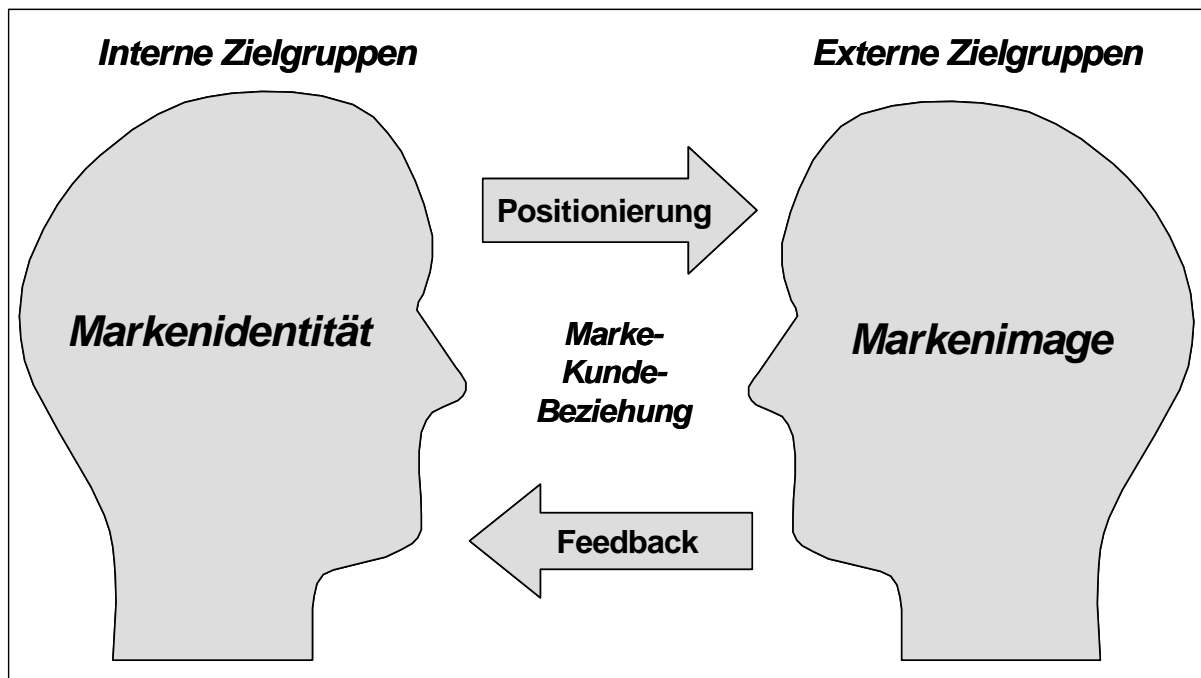 Interne Zielgruppen
Externe Zielgruppen
Positionierung
Markenidentität
Marke-
Kunde-
Beziehung
Markenimage
Feedback